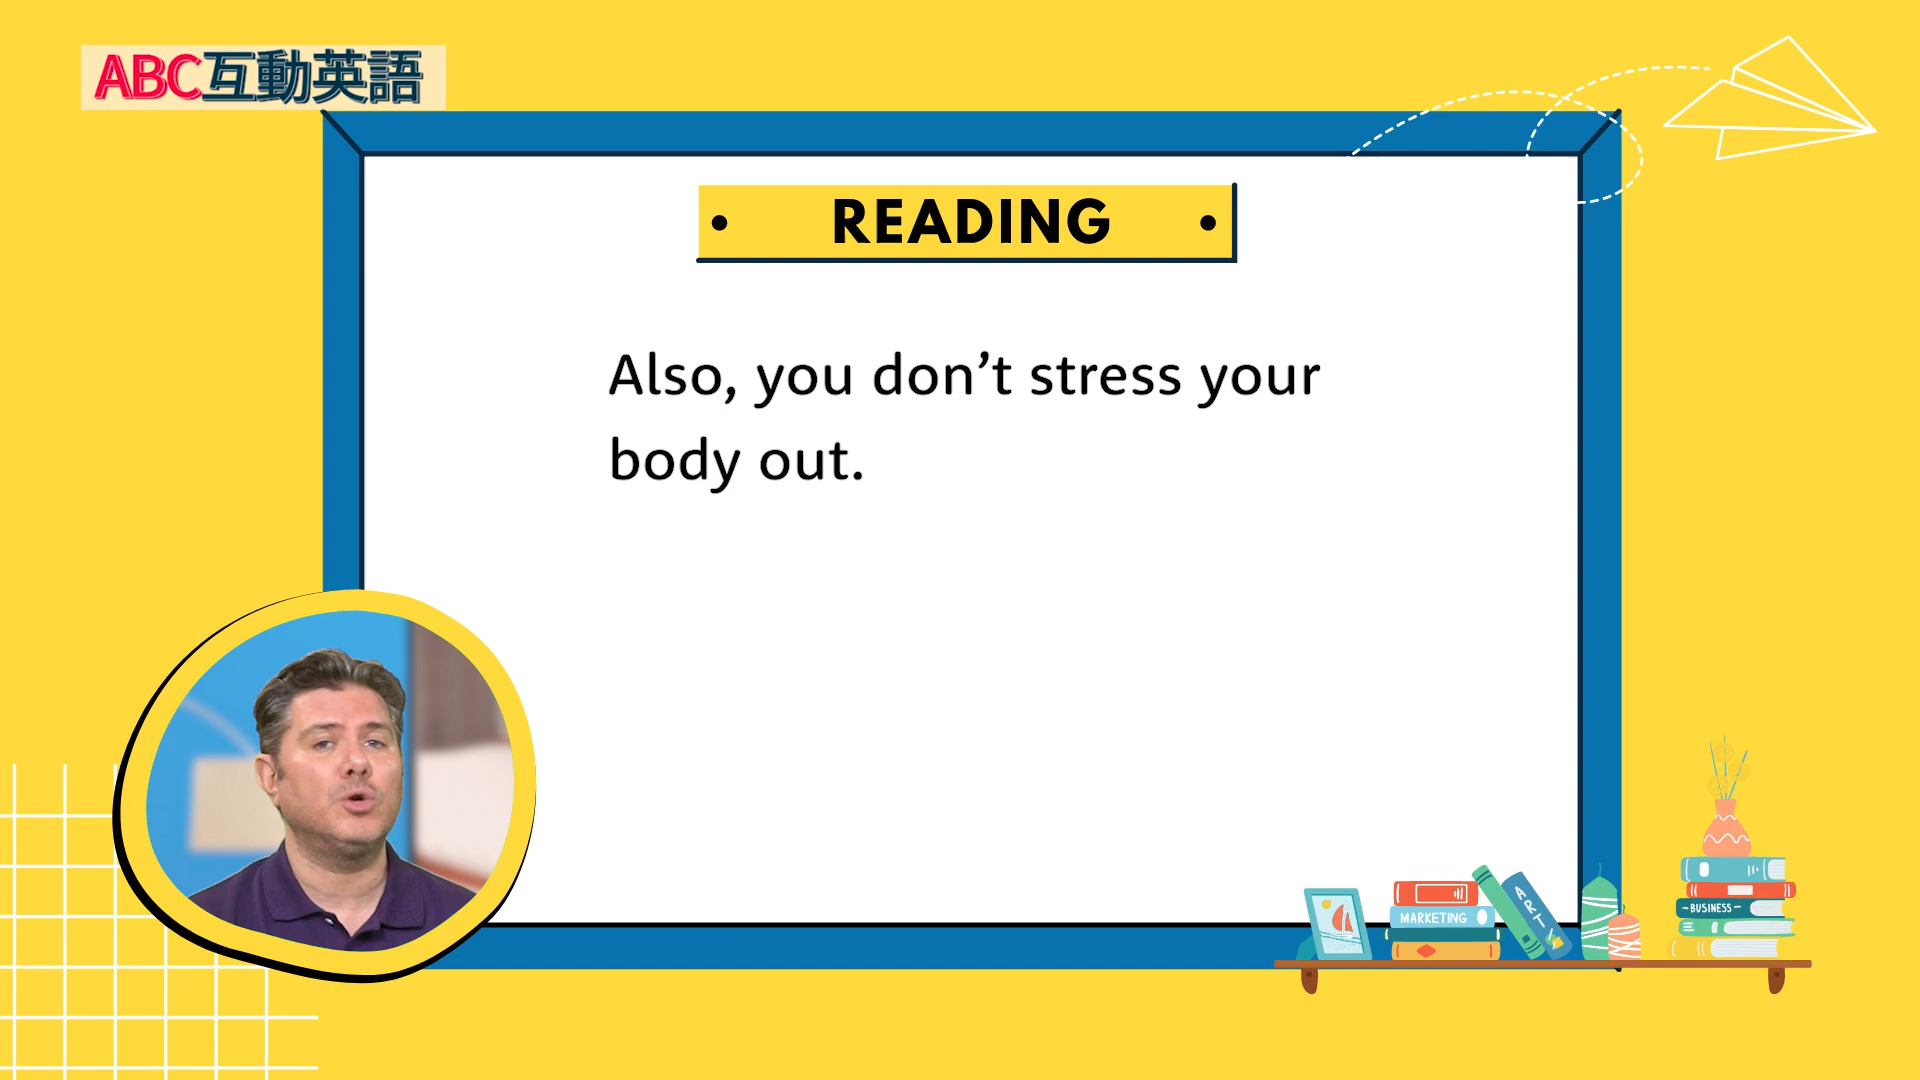 ABC互動英語
READING
Also, you don’t stress your
body out.
MARKETING
ART
BUSINESS